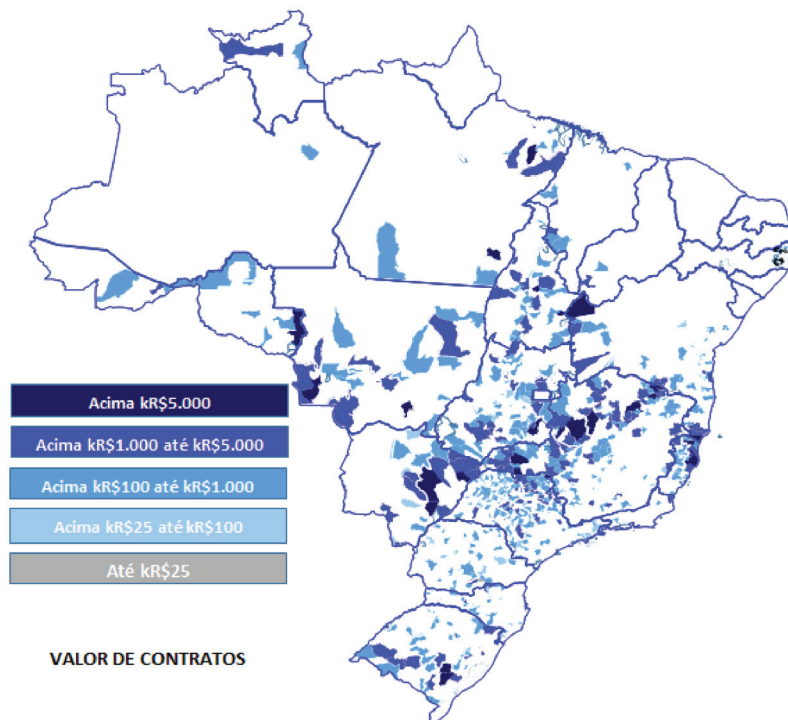 Acima kR$5.000
Acima kR$1.000 até kR$5.000
Acima kR$100 até kR$1.000
Acima kR$25 até kR$100
Até kR$25
VALOR DE CONTRATOS